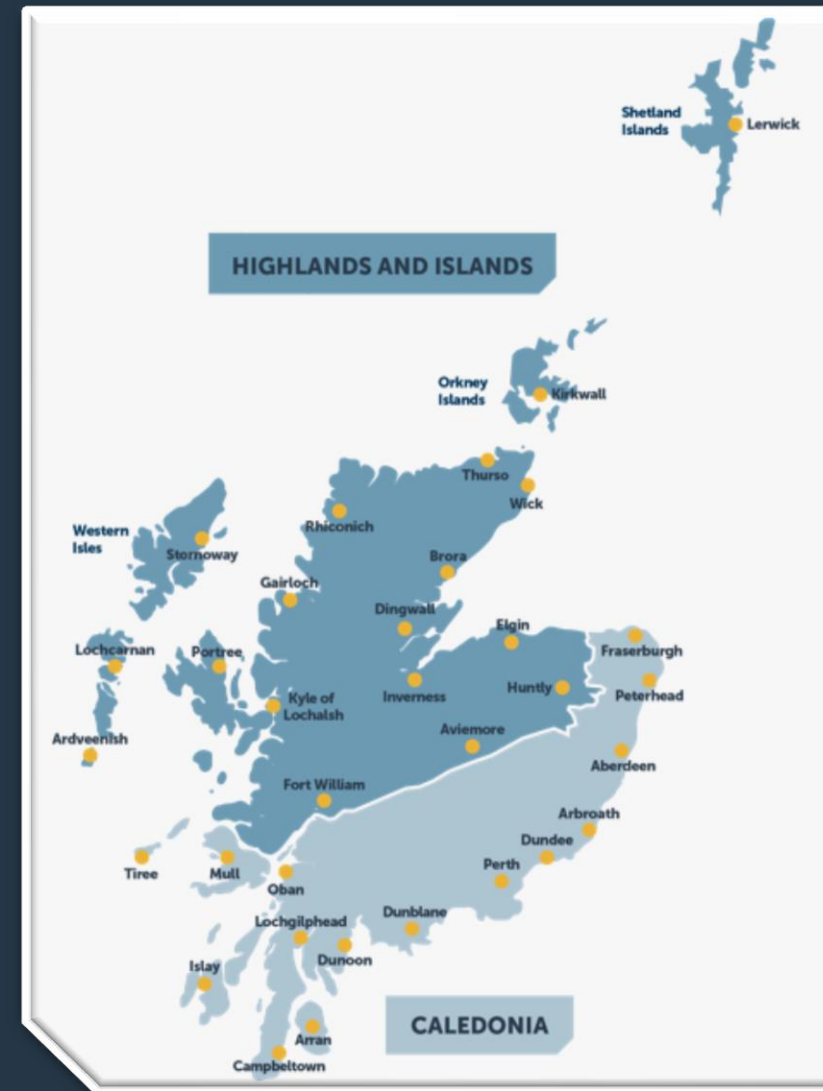 Shetland
Islands
Lerwick
HIGHLANDS AND ISLANDS
Orkney
Islands
Kirkwall
Thurso
Wick
Rhiconich
Western
Isles
Stornoway
Brora
Gairloch
Dingwall
Elgin
Fraserburgh
Lochcarnan
Portree
Inverness
Huntly
Peterhead
Kyle of
Lochalsh
Ardveenish
Aviemore
Aberdeen
Fort William
Arbroath
Dundee
Tiree
Mull
Oban
Perth
Dunblane
Lochgilphead
Dunoon
Islay
CALEDONIA
Arran
Campbeltown